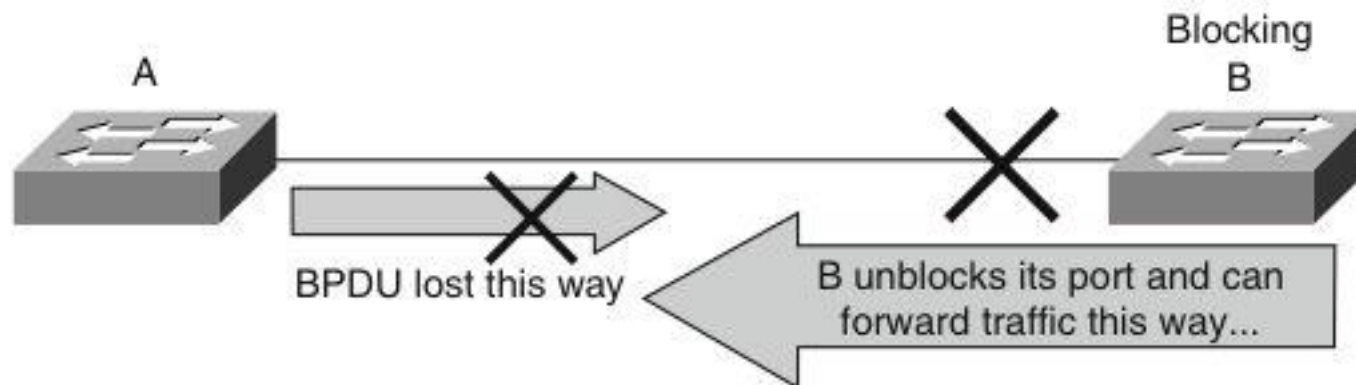 A
Blocking
B
BPDU lost this way
B unblocks its port and can
forward traffic this way...